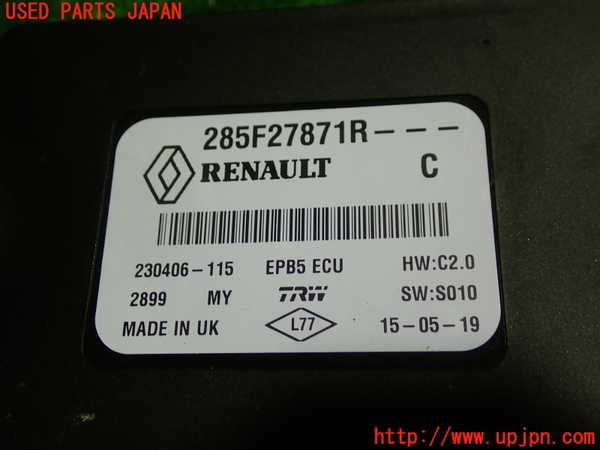 USED PARTS JAPAN
285F27871R---
RENAULT C
230406-115 EPB5 ECU HW:C2.0
2899 MY TRW SW:S010
MADE IN UK L77 15-05-19
http://www.upjpn.com/